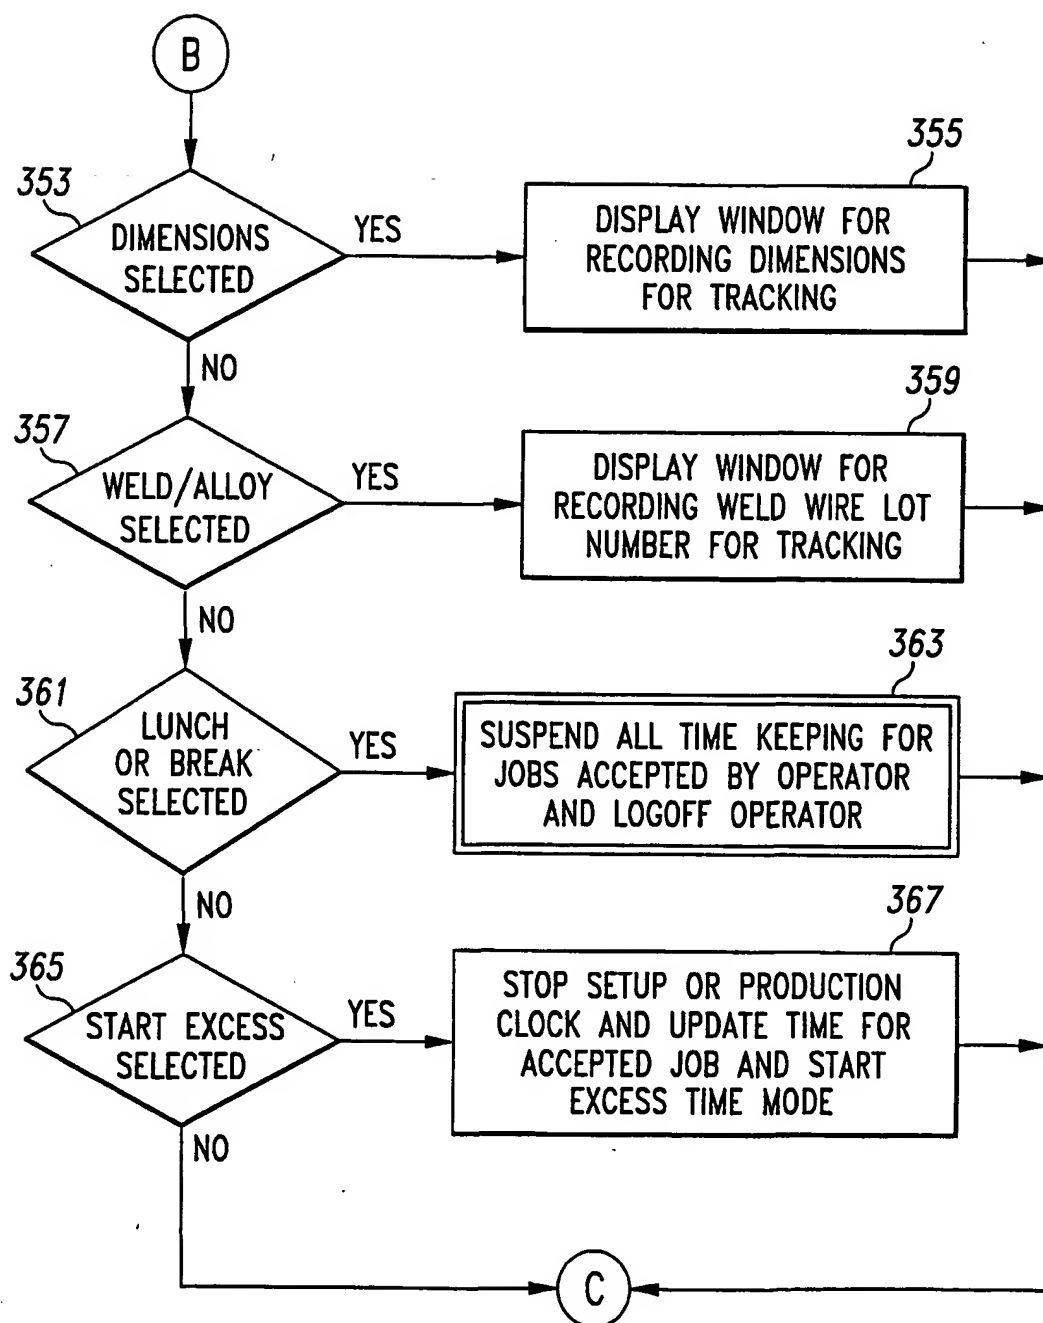 B
353
DIMENSIONS
SELECTED
YES
355
DISPLAY WINDOW FOR
RECORDING DIMENSIONS
FOR TRACKING
NO
357
WELD/ALLOY
SELECTED
YES
359
DISPLAY WINDOW FOR
RECORDING WELD WIRE LOT
NUMBER FOR TRACKING
NO
361
LUNCH
OR BREAK
SELECTED
YES
363
SUSPEND ALL TIME KEEPING FOR
JOBS ACCEPTED BY OPERATOR
AND LOGOFF OPERATOR
NO
365
START EXCESS
SELECTED
YES
367
STOP SETUP OR PRODUCTION
CLOCK AND UPDATE TIME FOR
ACCEPTED JOB AND START
EXCESS TIME MODE
NO
C